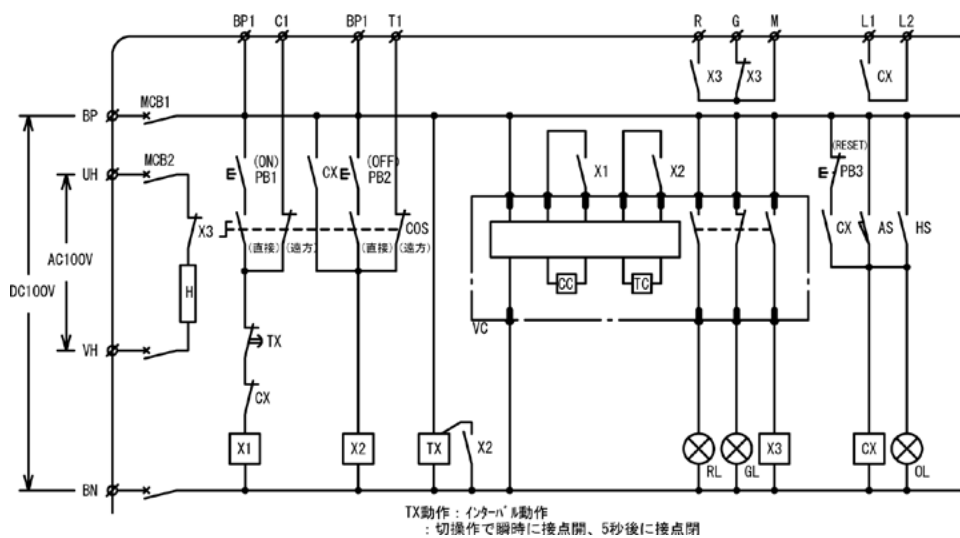 BP1 C1 BP1 T1 R G M L1 L2
X3 X3 CX
BP MCB1
(RESET)
UH MCB2 (ON) PB1 CX (OFF) PB2 X1 X2 PB3
X3 (直接) (遠方) (直接) (遠方) COS CX AS HS
AC100V
DC100V
H CC TC
VC
VH TX
CX
X1 X2 TX X2 RL GL X3 CX OL
BN
TX動作:インターバル動作
:切操作で瞬時に接点開、5秒後に接点閉